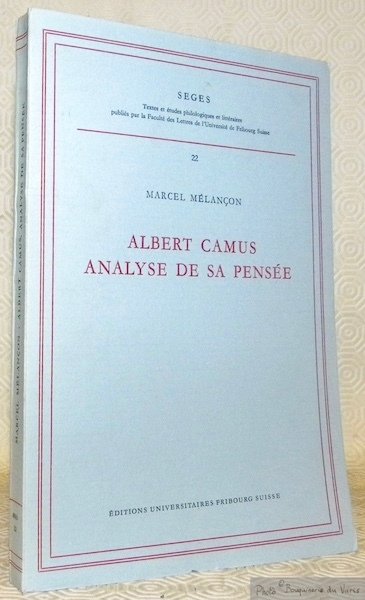 SEGES
Textes et études philologiques et littéraires
publiés par la Faculté des Lettres de l'Université de Fribourg Suisse
22
MARCEL MÉLANÇON
ALBERT CAMUS
ANALYSE DE SA PENSÉE
ÉDITIONS UNIVERSITAIRES FRIBOURG SUISSE
MARCEL MÉLANÇON - ALBERT CAMUS, ANALYSE DE SA PENSÉE
22
Photo © Bouquinerie du Varis